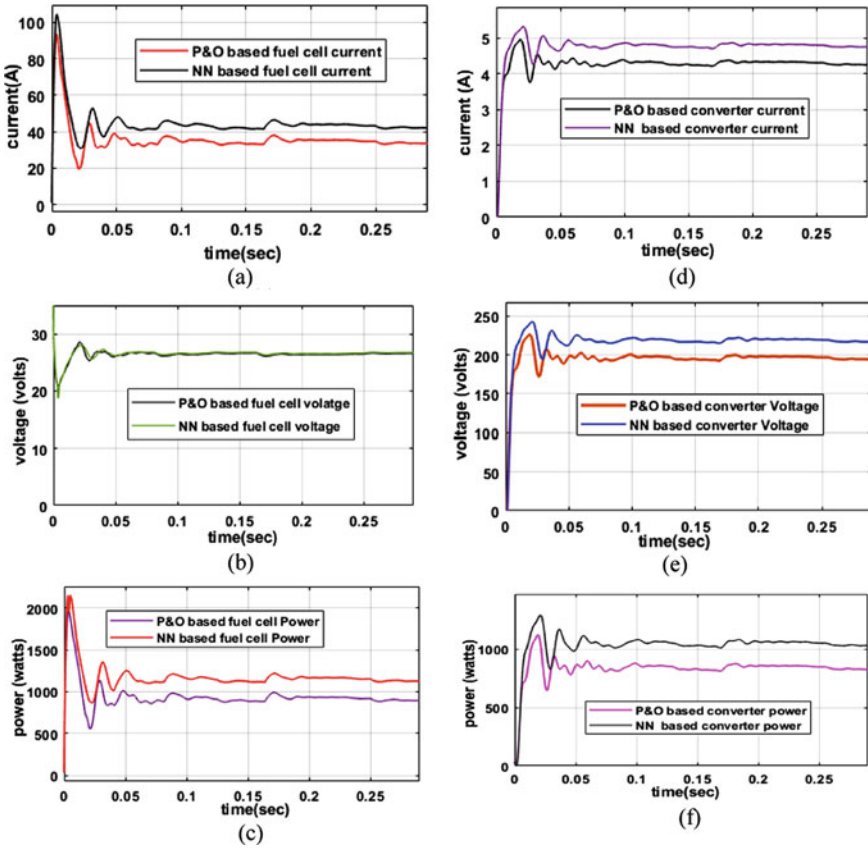 100
80
60
40
20
0
current(A)
P&O based fuel cell current
NN based fuel cell current
0
0.05
0.1
0.15
0.2
0.25
time(sec)
(a)
5
4
3
2
1
0
current (A)
P&O based converter current
NN based converter current
0
0.05
0.1
0.15
0.2
0.25
time(sec)
(d)
30
20
10
0
voltage (volts)
P&O based fuel cell volatge
NN based fuel cell voltage
0
0.05
0.1
0.15
0.2
0.25
time(sec)
(b)
250
200
150
100
50
0
voltage (volts)
P&O based converter Voltage
NN based converter Voltage
0
0.05
0.1
0.15
0.2
0.25
time(sec)
(e)
2000
1500
1000
500
0
power (watts)
P&O based fuel cell Power
NN based fuel cell Power
0
0.05
0.1
0.15
0.2
0.25
time(sec)
(c)
1000
500
0
power (watts)
P&O based converter power
NN based converter power
0
0.05
0.1
0.15
0.2
0.25
time(sec)
(f)